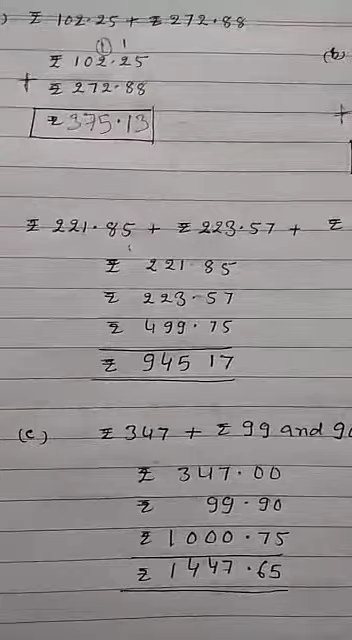 ) ₹ 102.25 + ₹ 272.88
① 1
₹ 102.25
(b)
+ ₹ 272.88
+
₹ 375.13
₹ 221.85 + ₹ 223.57 + ₹
₹ 221.85
₹ 223.57
₹ 499.75
₹ 945 17
(c) ₹ 347 + ₹ 99 and 90
₹ 347.00
₹ 99.90
₹ 1000.75
₹ 1447.65